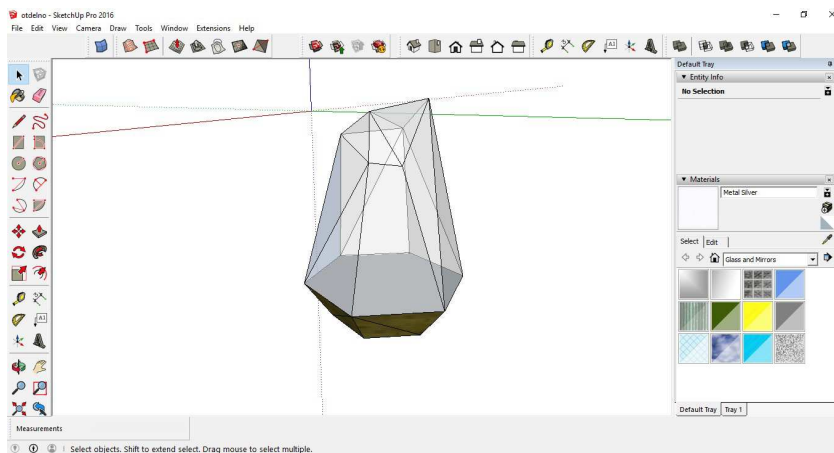 otdelno - SketchUp Pro 2016
File Edit View Camera Draw Tools Window Extensions Help
A1
Default Tray
Entity Info
No Selection
Materials
Metal Silver
Select Edit
Glass and Mirrors
A1
Default Tray Tray 1
Measurements
Select objects. Shift to extend select. Drag mouse to select multiple.